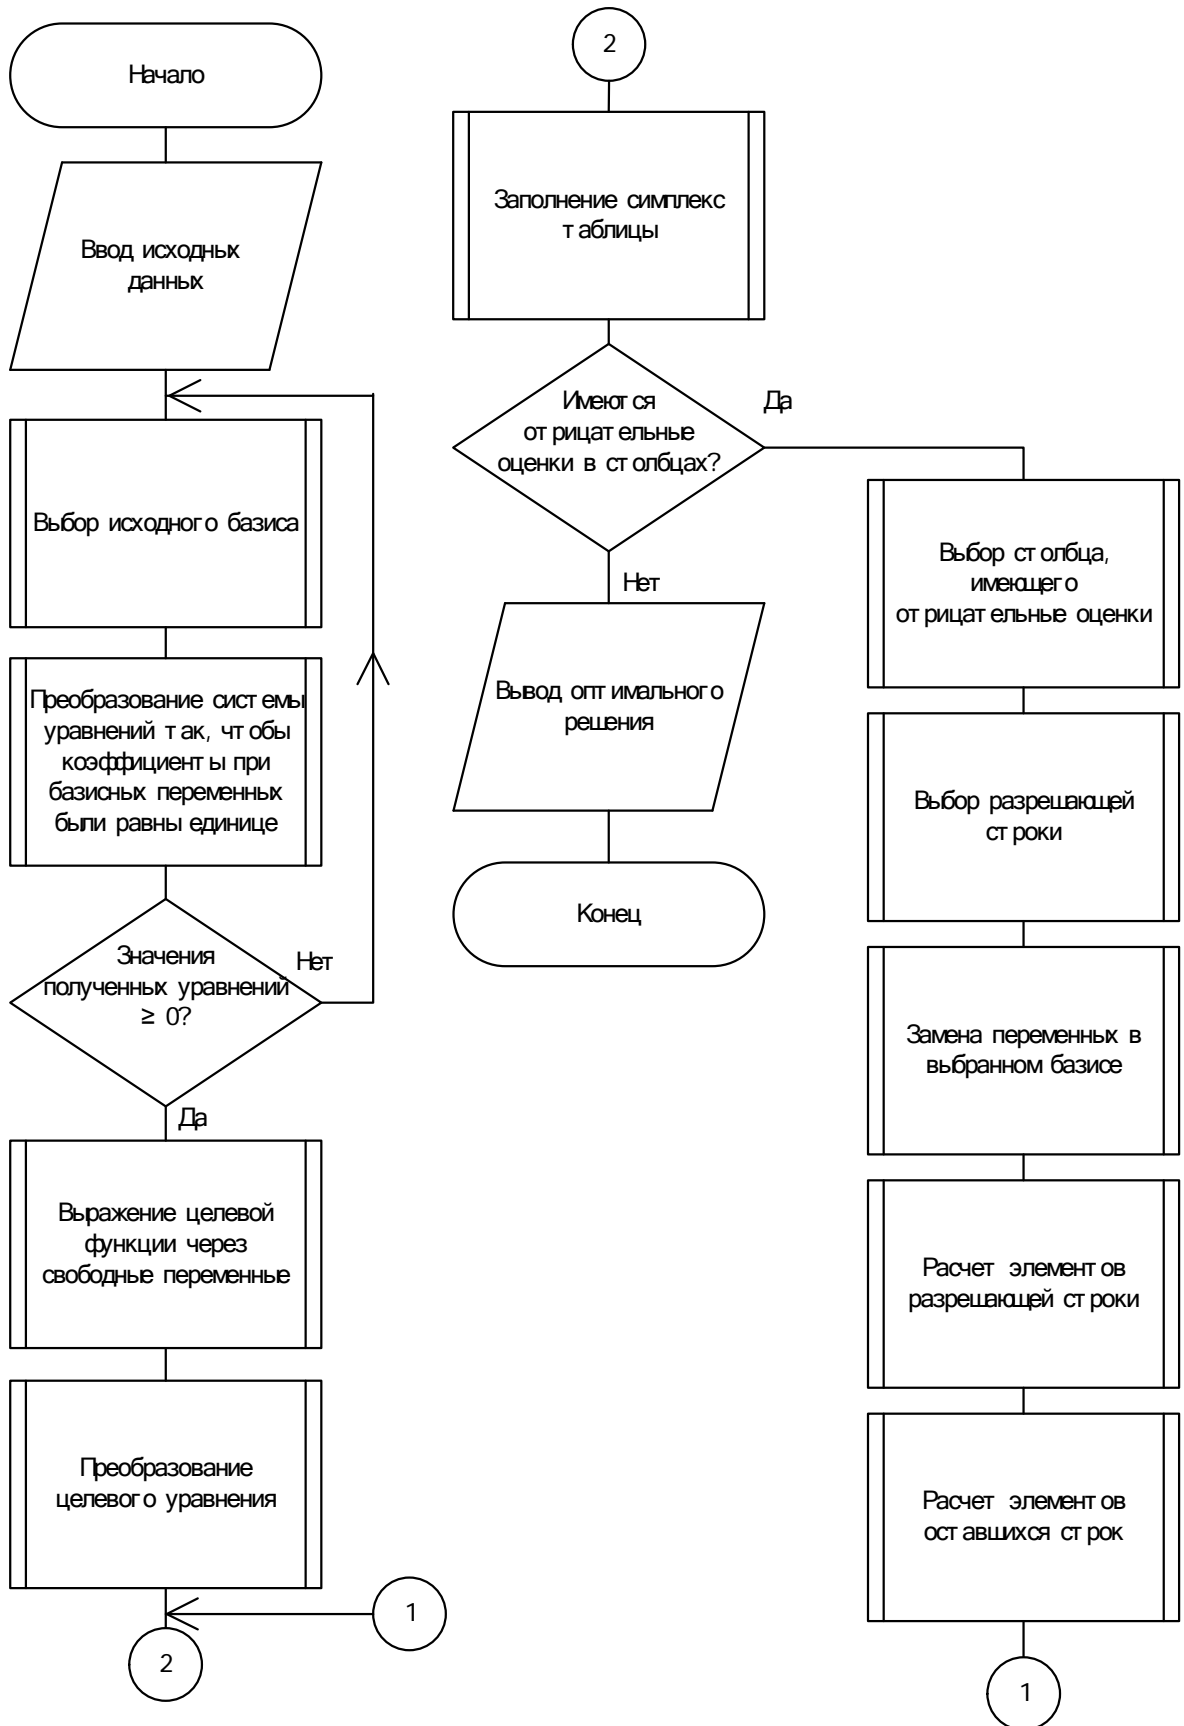 Начало
Ввод исходных
данных
Выбор исходного базиса
Преобразование системы
уравнений так, чтобы
коэффициенты при
базисных переменных
были равны единице
Значения
полученных уравнений
≥ 0?
Нет
Да
Выражение целевой
функции через
свободные переменные
Преобразование
целевого уравнения
1
2
2
Заполнение симплекс
таблицы
Имеются
отрицательные
оценки в столбцах?
Да
Нет
Вывод оптимального
решения
Конец
Выбор столбца,
имеющего
отрицательные оценки
Выбор разрешающей
строки
Замена переменных в
выбранном базисе
Расчет элементов
разрешающей строки
Расчет элементов
оставшихся строк
1